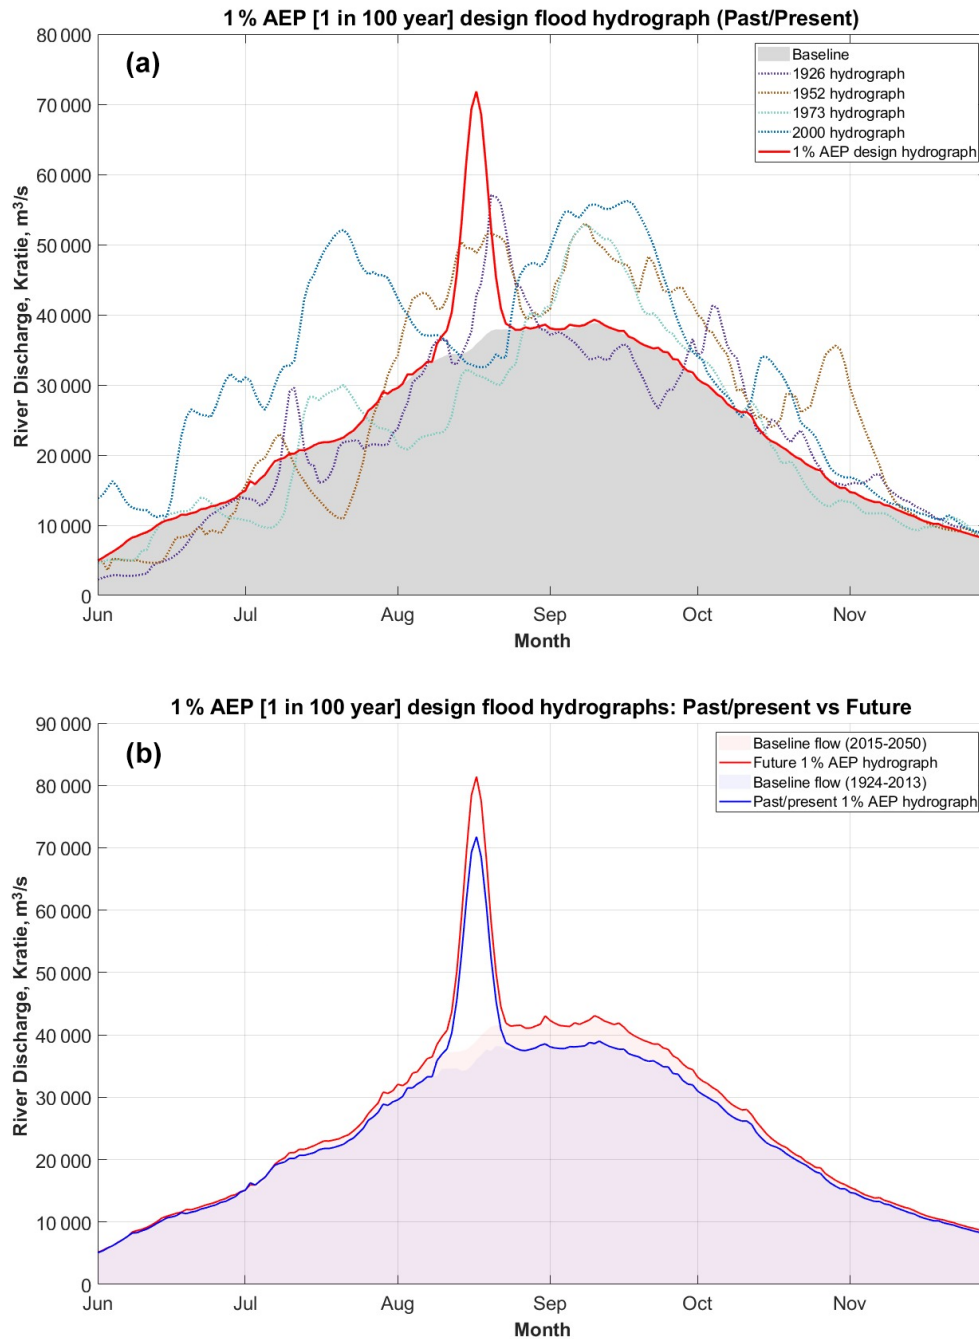 1% AEP [1 in 100 year] design flood hydrograph (Past/Present)
(a)
80 000
70 000
60 000
50 000
40 000
30 000
20 000
10 000
0
River Discharge, Kratie, m³/s
Baseline
1926 hydrograph
1952 hydrograph
1973 hydrograph
2000 hydrograph
1% AEP design hydrograph
Jun Jul Aug Sep Oct Nov
Month
1% AEP [1 in 100 year] design flood hydrographs: Past/present vs Future
(b)
90 000
80 000
70 000
60 000
50 000
40 000
30 000
20 000
10 000
0
River Discharge, Kratie, m³/s
Baseline flow (2015-2050)
Future 1% AEP hydrograph
Baseline flow (1924-2013)
Past/present 1% AEP hydrograph
Jun Jul Aug Sep Oct Nov
Month